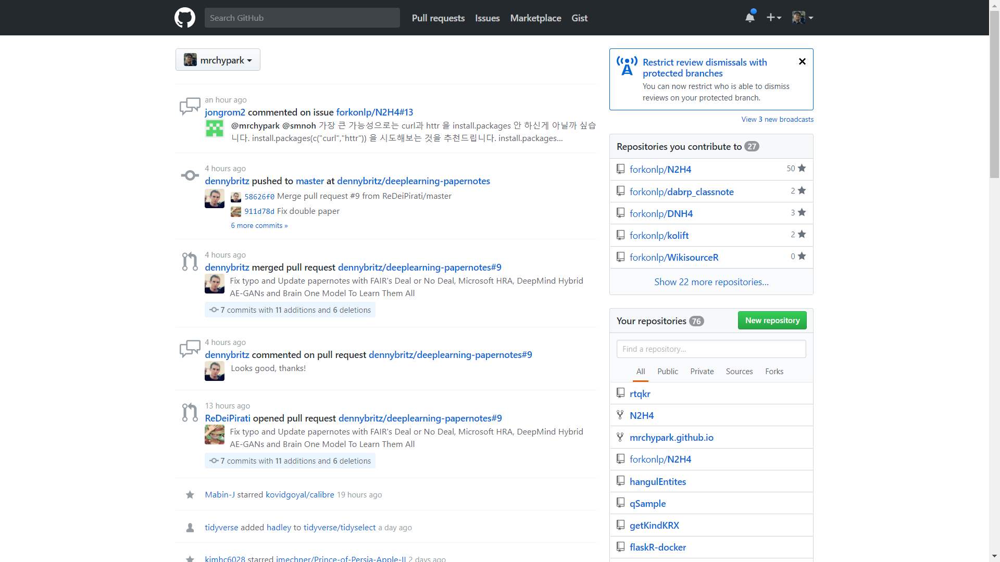 Search GitHub
Pull requests
Issues
Marketplace
Gist
mrchypark
an hour ago
jongrom2 commented on issue forkonlp/N2H4#13
@mrchypark @smnoh 가장 큰 가능성으로는 curl과 httr 을 install.packages 안 하신게 아닐까 싶습
니다. install.packages(c("curl","httr")) 을 시도해보는 것을 추천드립니다. install.packages...
4 hours ago
dennybritz pushed to master at dennybritz/deeplearning-papernotes
58626f0 Merge pull request #9 from ReDeiPirati/master
911d78d Fix double paper
6 more commits »
4 hours ago
dennybritz merged pull request dennybritz/deeplearning-papernotes#9
Fix typo and Update papernotes with FAIR's Deal or No Deal, Microsoft HRA, DeepMind Hybrid
AE-GANs and Brain One Model To Learn Them All
7 commits with 11 additions and 6 deletions
4 hours ago
dennybritz commented on pull request dennybritz/deeplearning-papernotes#9
Looks good, thanks!
13 hours ago
ReDeiPirati opened pull request dennybritz/deeplearning-papernotes#9
Fix typo and Update papernotes with FAIR's Deal or No Deal, Microsoft HRA, DeepMind Hybrid
AE-GANs and Brain One Model To Learn Them All
7 commits with 11 additions and 6 deletions
Mabin-J starred kovidgoyal/calibre 19 hours ago
tidyverse added hadley to tidyverse/tidyselect a day ago
kimhc6028 starred jmechner/Prince-of-Persia-Apple-II 2 days ago
Restrict review dismissals with
protected branches
You can now restrict who is able to dismiss
reviews on your protected branch.
View 3 new broadcasts
Repositories you contribute to 27
forkonlp/N2H4 50
forkonlp/dabrp_classnote 2
forkonlp/DNH4 3
forkonlp/kolift 2
forkonlp/WikisourceR 0
Show 22 more repositories...
Your repositories 76
New repository
Find a repository...
All
Public
Private
Sources
Forks
rtqkr
N2H4
mrchypark.github.io
forkonlp/N2H4
hangulEntites
qSample
getKindKRX
flaskR-docker